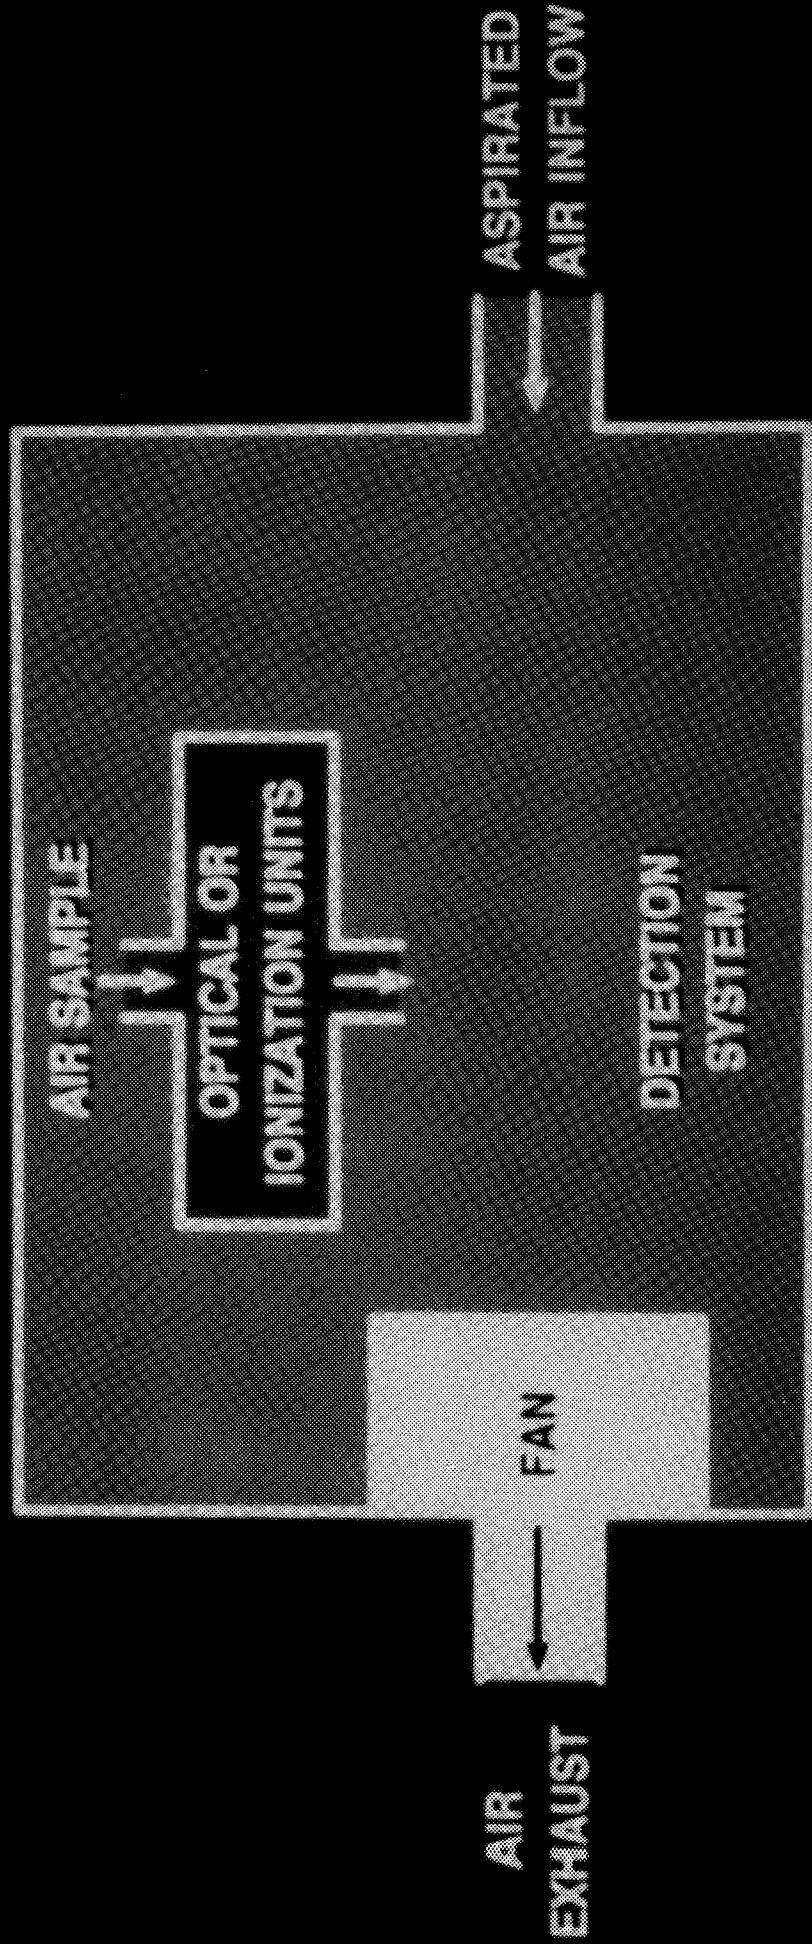 AIR SAMPLE
OPTICAL OR
IONIZATION UNITS
AIR
EXHAUST
FAN
ASPIRATED
AIR INFLOW
DETECTION
SYSTEM